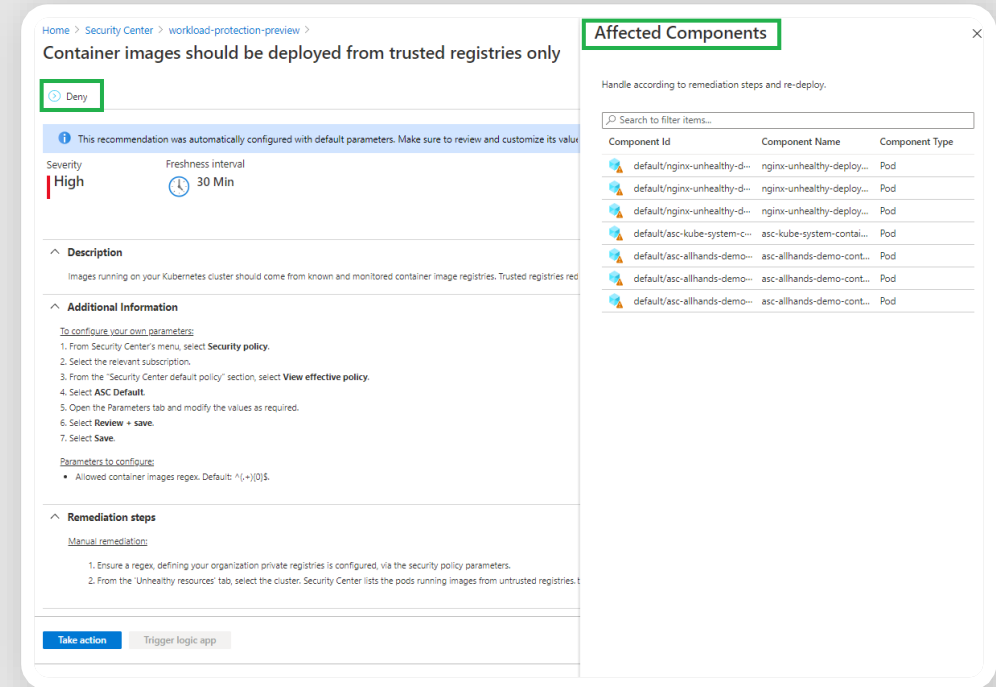 Home > Security Center > workload-protection-preview >
Container images should be deployed from trusted registries only
Deny
This recommendation was automatically configured with default parameters. Make sure to review and customize its value
Severity
High
Freshness interval
30 Min
Description
Images running on your Kubernetes cluster should come from known and monitored container image registries. Trusted registries red
Additional Information
To configure your own parameters:
1. From Security Center's menu, select Security policy.
2. Select the relevant subscription.
3. From the "Security Center default policy" section, select View effective policy.
4. Select ASC Default.
5. Open the Parameters tab and modify the values as required.
6. Select Review + save.
7. Select Save.
Parameters to configure:
• Allowed container images regex. Default: ^(.+){0}$.
Remediation steps
Manual remediation:
1. Ensure a regex, defining your organization private registries is configured, via the security policy parameters.
2. From the 'Unhealthy resources' tab, select the cluster. Security Center lists the pods running images from untrusted registries.
Take action
Trigger logic app
Affected Components
Handle according to remediation steps and re-deploy.
Search to filter items...
Component Id Component Name Component Type
default/nginx-unhealthy-d... nginx-unhealthy-deploy... Pod
default/nginx-unhealthy-d... nginx-unhealthy-deploy... Pod
default/nginx-unhealthy-d... nginx-unhealthy-deploy... Pod
default/asc-kube-system-c... asc-kube-system-contai... Pod
default/asc-allhands-demo... asc-allhands-demo-cont... Pod
default/asc-allhands-demo... asc-allhands-demo-cont... Pod
default/asc-allhands-demo... asc-allhands-demo-cont... Pod